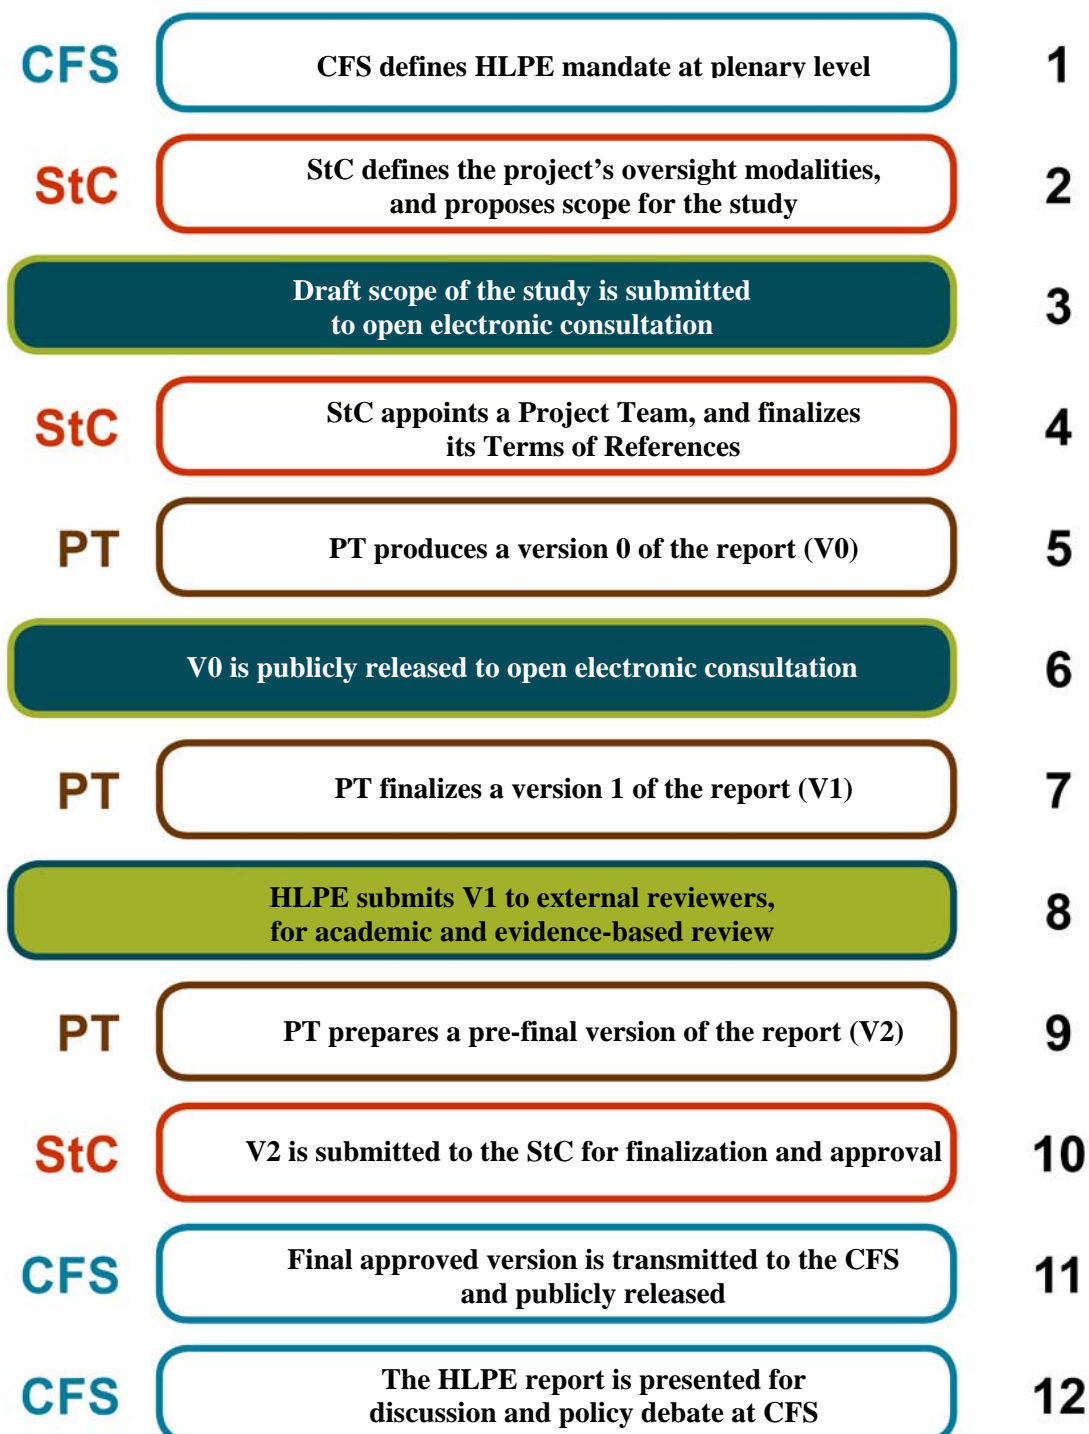 CFS
CFS defines HLPE mandate at plenary level
1
StC
StC defines the project’s oversight modalities,
and proposes scope for the study
2
Draft scope of the study is submitted
to open electronic consultation
3
StC
StC appoints a Project Team, and finalizes
its Terms of References
4
PT
PT produces a version 0 of the report (V0)
5
V0 is publicly released to open electronic consultation
6
PT
PT finalizes a version 1 of the report (V1)
7
HLPE submits V1 to external reviewers,
for academic and evidence-based review
8
PT
PT prepares a pre-final version of the report (V2)
9
StC
V2 is submitted to the StC for finalization and approval
10
CFS
Final approved version is transmitted to the CFS
and publicly released
11
CFS
The HLPE report is presented for
discussion and policy debate at CFS
12